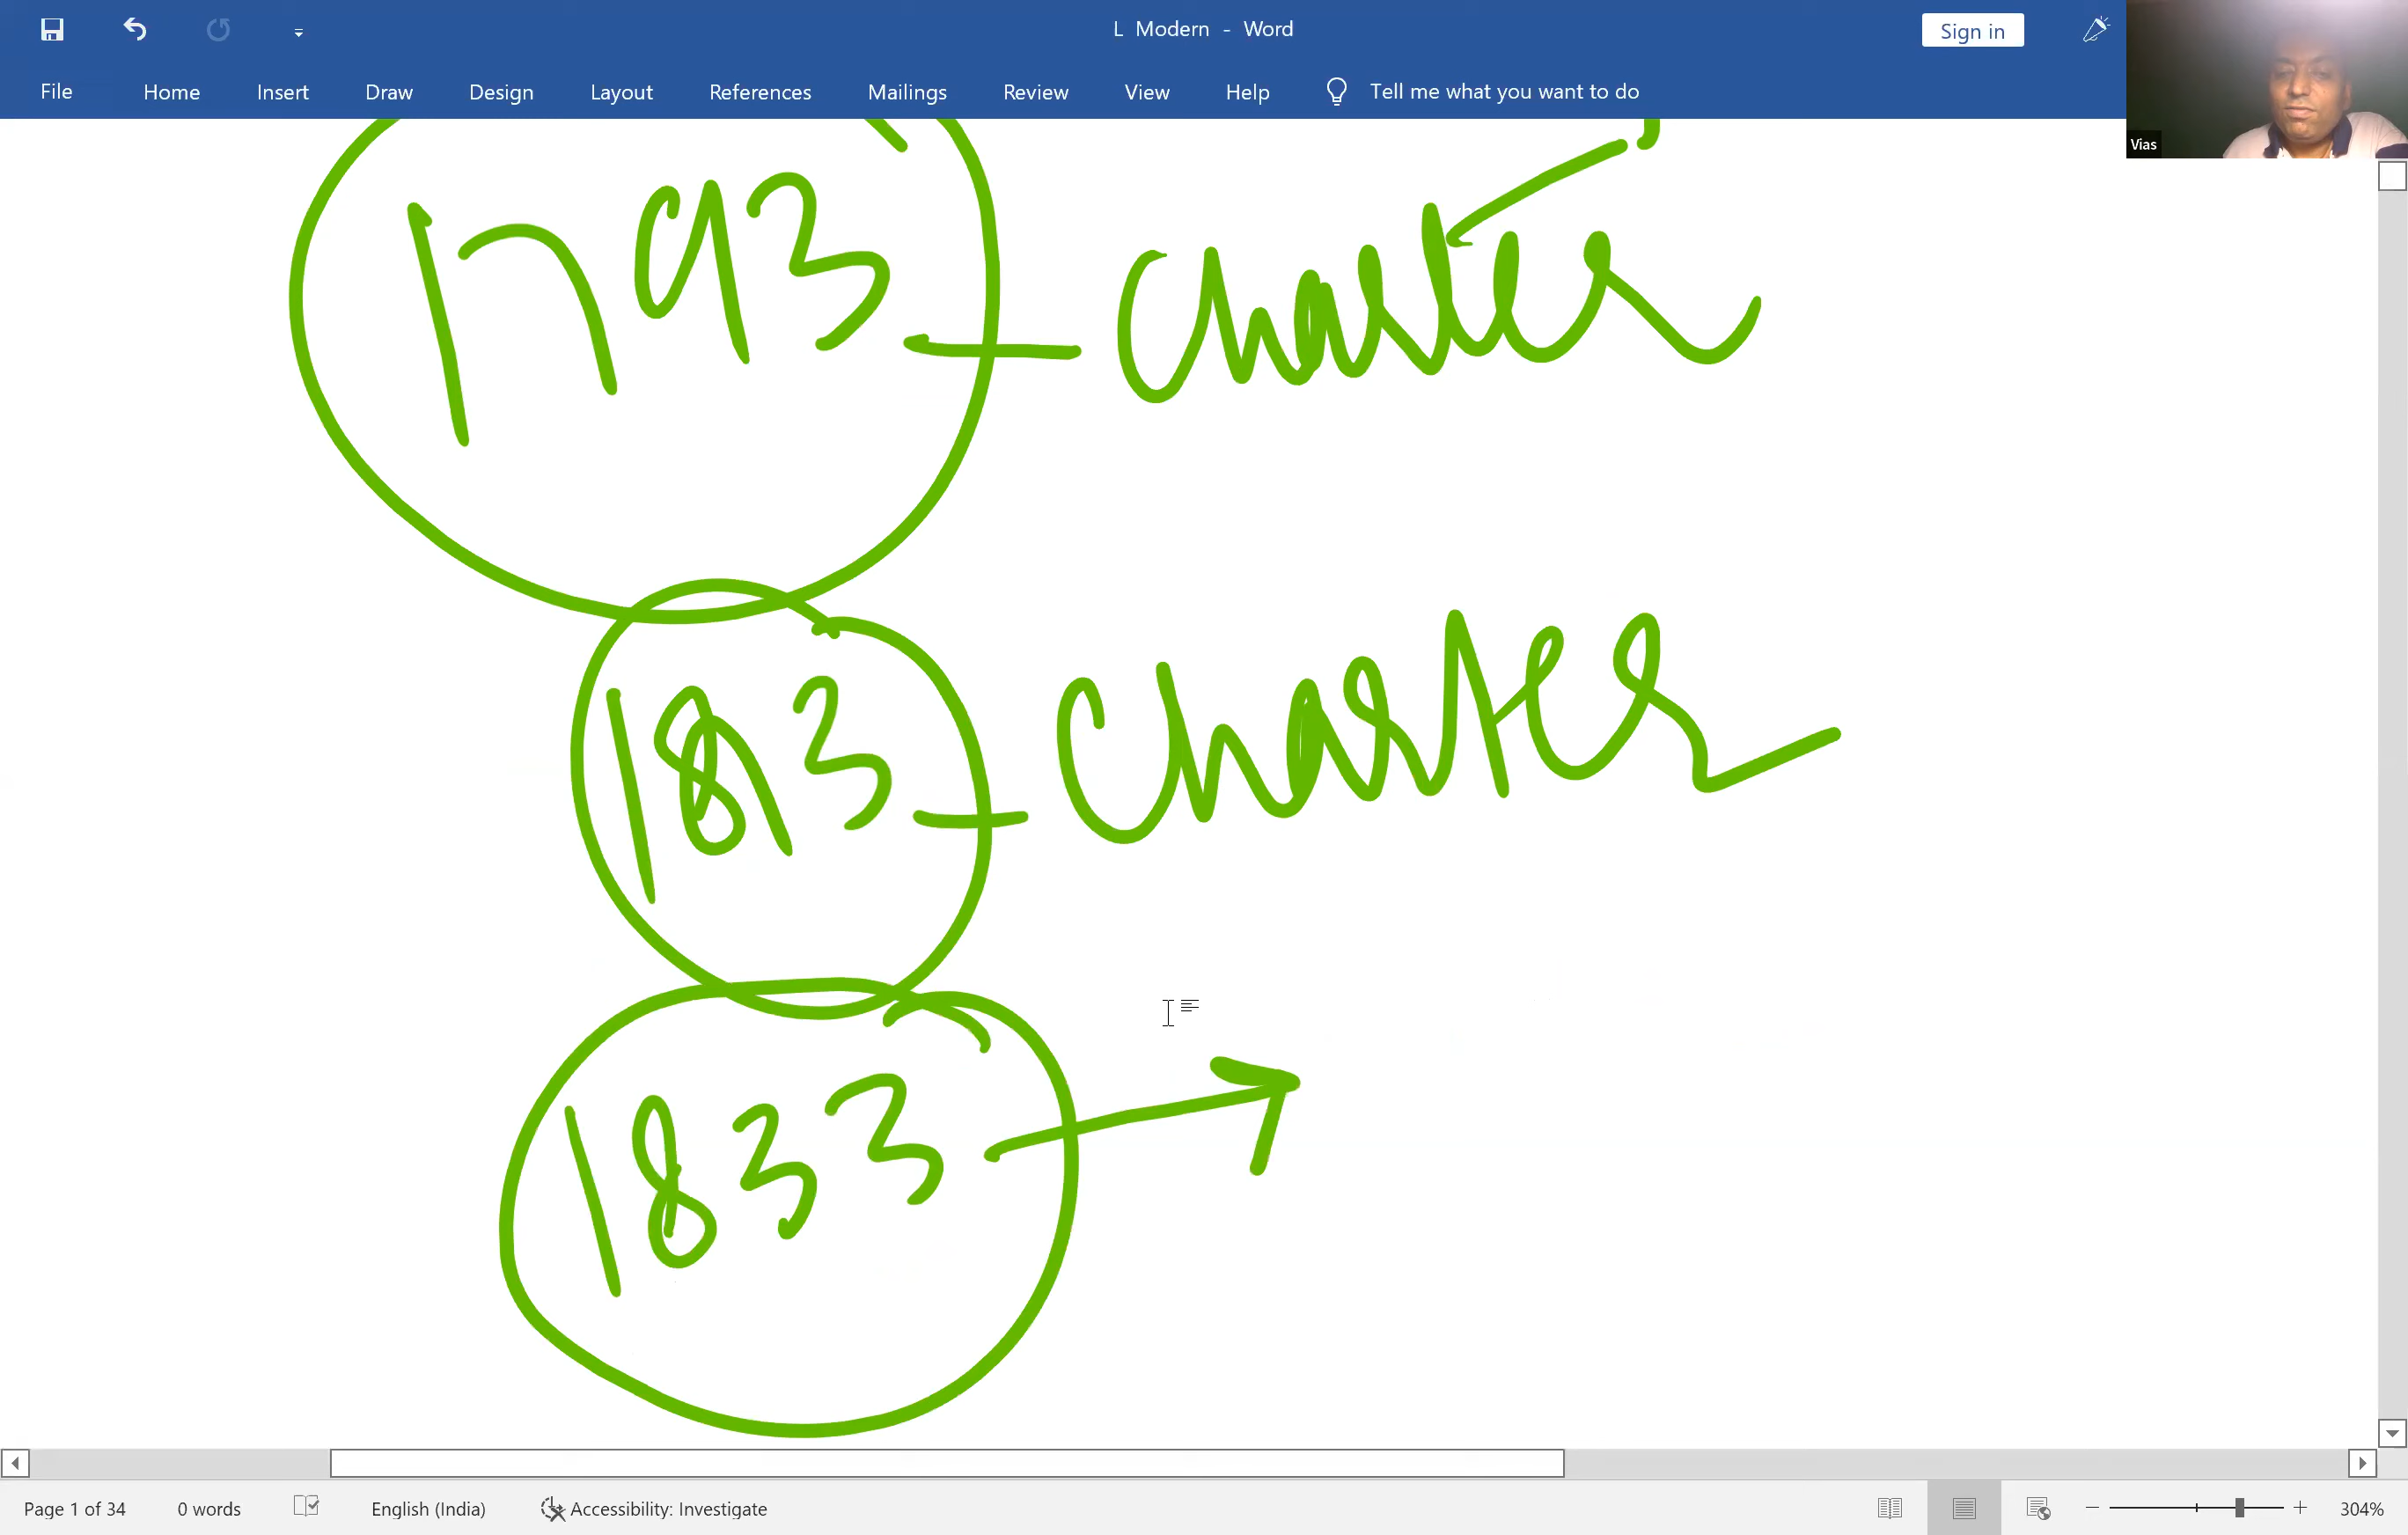 L Modern - Word
Sign in
Vias
File Home Insert Draw Design Layout References Mailings Review View Help Tell me what you want to do
1793 - Charter
1813 - Charter
1833 →
Page 1 of 34 0 words English (India) Accessibility: Investigate 304%